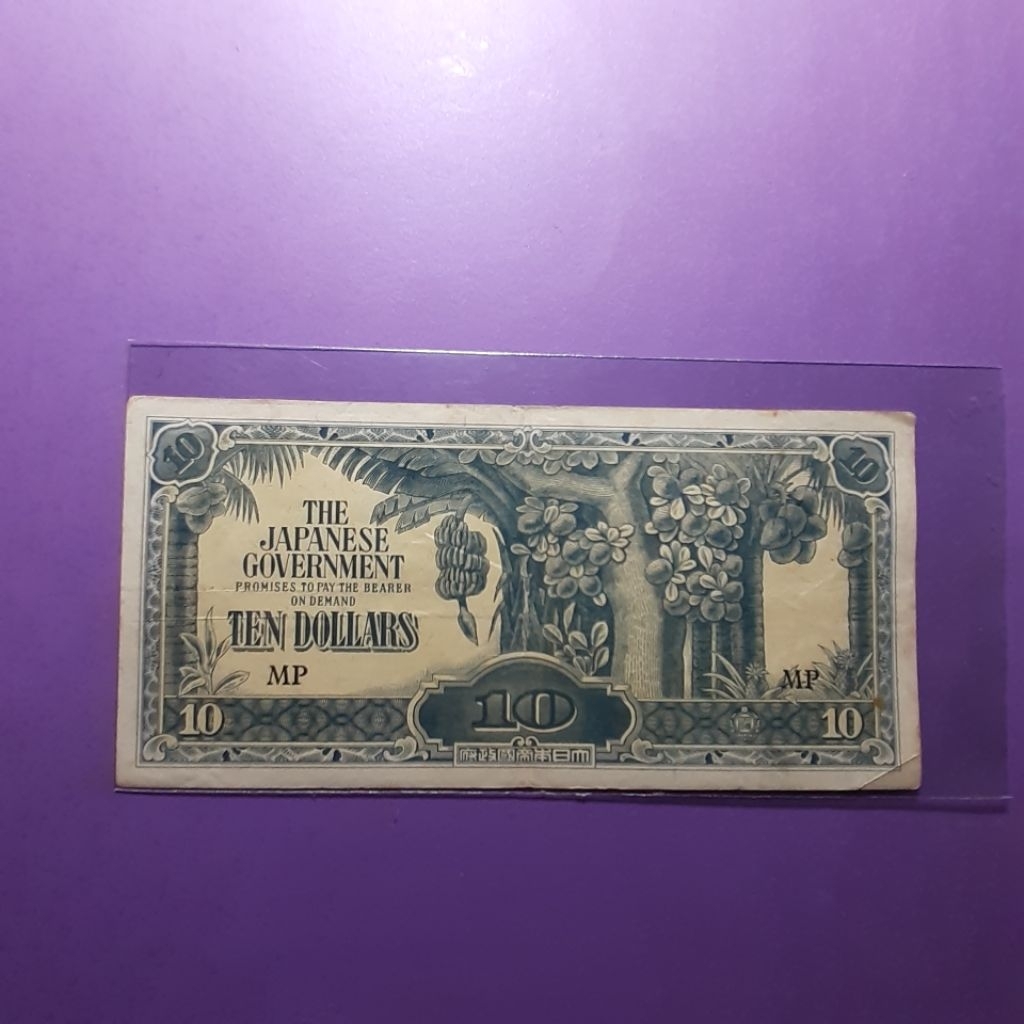 10
10
THE
JAPANESE
GOVERNMENT
PROMISES TO PAY THE BEARER
ON DEMAND
TEN DOLLARS
MP
MP
10
10
10
府政國帝本日大